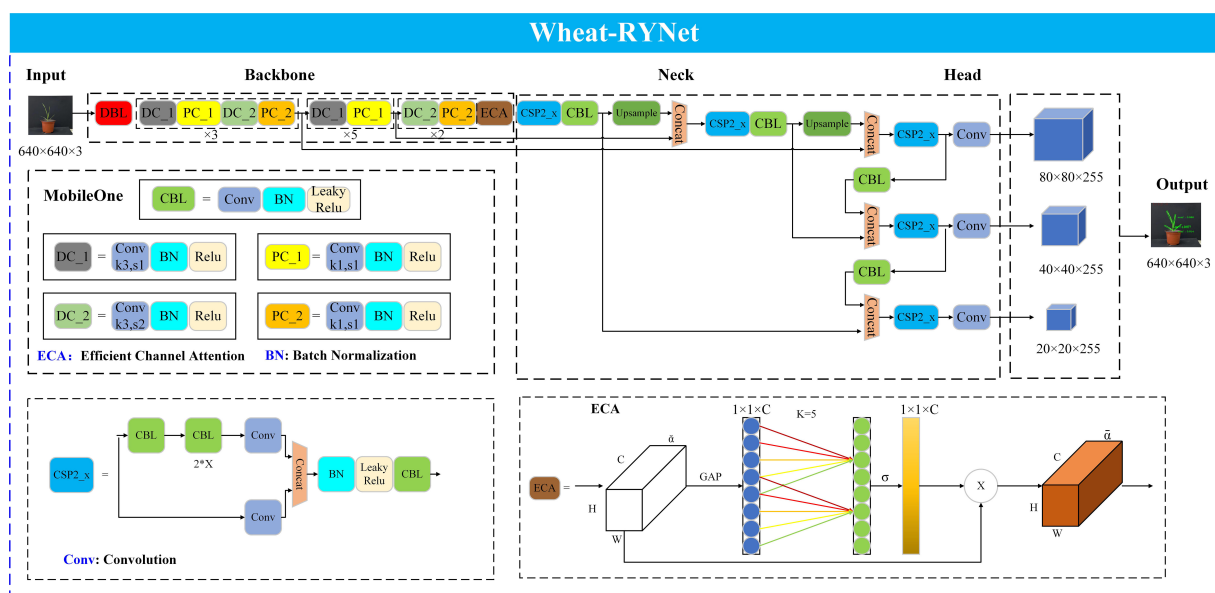 Wheat-RYNet
Input
Backbone
Neck
Head
DBL
DC_1
PC_1
DC_2
PC_2
×3
DC_1
PC_1
×5
DC_2
PC_2
×2
ECA
CSP2_x
CBL
Upsample
Concat
CSP2_x
CBL
Upsample
Concat
CSP2_x
Conv
640×640×3
80×80×255
CBL
Concat
CSP2_x
Conv
40×40×255
CBL
Concat
CSP2_x
Conv
20×20×255
Output
640×640×3
MobileOne
CBL
=
Conv
BN
Leaky
Relu
DC_1
=
Conv
k3,s1
BN
Relu
PC_1
=
Conv
k1,s1
BN
Relu
DC_2
=
Conv
k3,s2
BN
Relu
PC_2
=
Conv
k1,s1
BN
Relu
ECA：Efficient Channel Attention
BN: Batch Normalization
CSP2_x
=
CBL
CBL
2*X
Conv
Conv
Concat
BN
Leaky
Relu
CBL
Conv: Convolution
ECA
ECA
=
C
ᾱ
H
W
GAP
1×1×C
K=5
σ
1×1×C
X
C
ᾱ
H
W